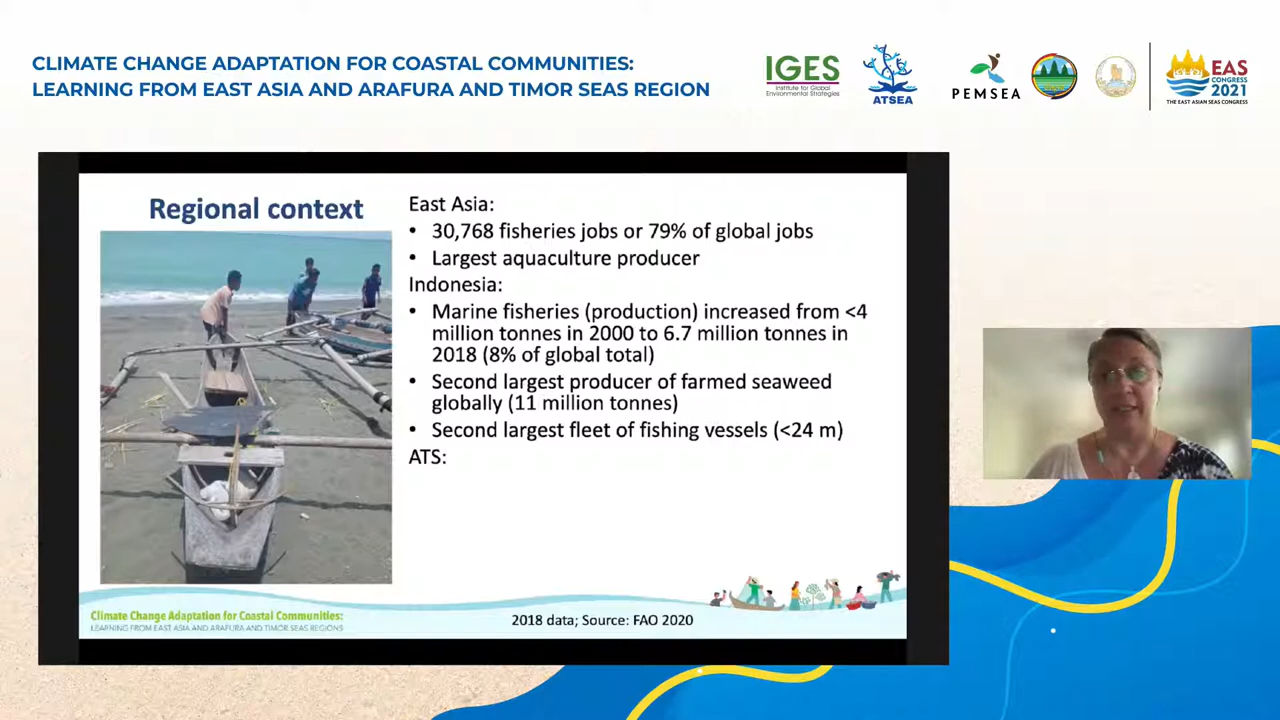 CLIMATE CHANGE ADAPTATION FOR COASTAL COMMUNITIES:
LEARNING FROM EAST ASIA AND ARAFURA AND TIMOR SEAS REGION
IGES
Institute for Global
Environmental Strategies
ATSEA
PEMSEA
EAS
CONGRESS
2021
THE EAST ASIAN SEAS CONGRESS
Regional context
East Asia:
• 30,768 fisheries jobs or 79% of global jobs
• Largest aquaculture producer
Indonesia:
• Marine fisheries (production) increased from <4
million tonnes in 2000 to 6.7 million tonnes in
2018 (8% of global total)
• Second largest producer of farmed seaweed
globally (11 million tonnes)
• Second largest fleet of fishing vessels (<24 m)
ATS:
Climate Change Adaptation for Coastal Communities:
LEARNING FROM EAST ASIA AND ARAFURA AND TIMOR SEAS REGIONS
2018 data; Source: FAO 2020